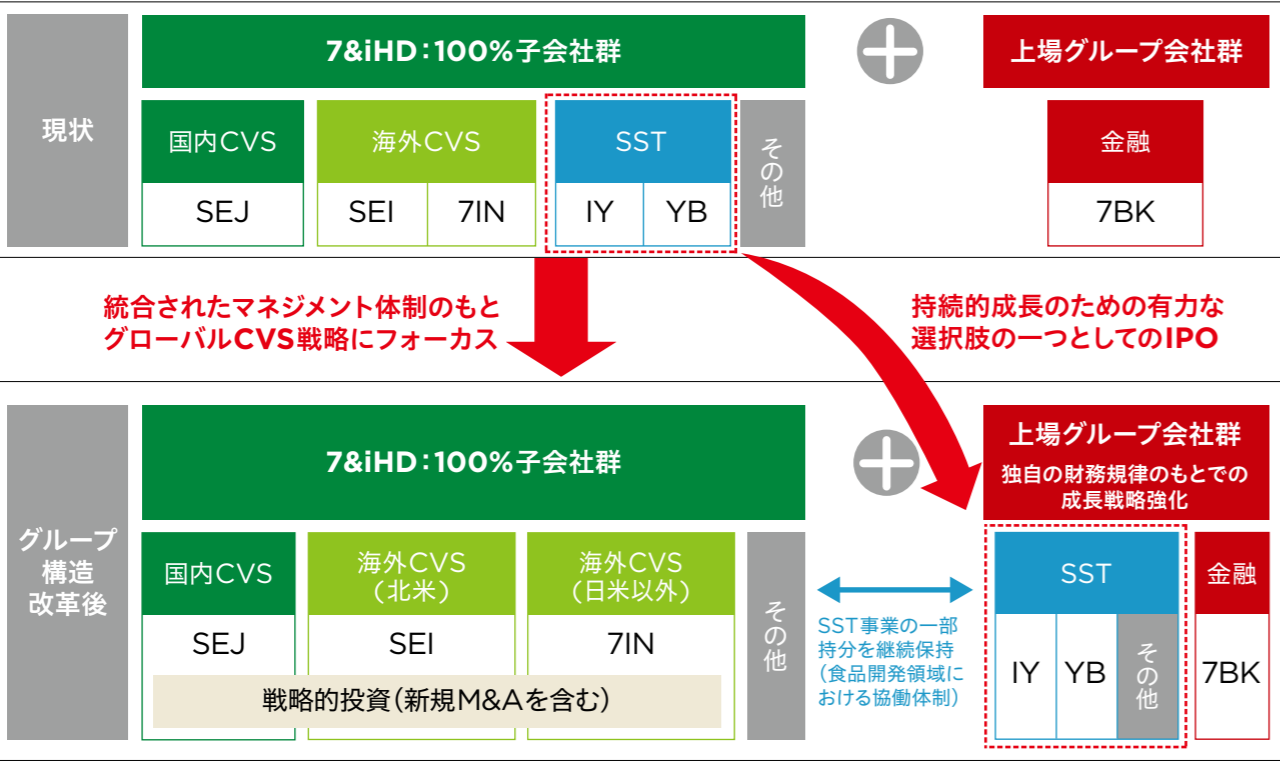 現状
7&iHD:100%子会社群
上場グループ会社群
国内CVS
海外CVS
SST
その他
金融
SEJ
SEI
7IN
IY
YB
7BK
統合されたマネジメント体制のもと
グローバルCVS戦略にフォーカス
持続的成長のための有力な
選択肢の一つとしてのIPO
グループ
構造
改革後
7&iHD:100%子会社群
上場グループ会社群
独自の財務規律のもとでの
成長戦略強化
国内CVS
海外CVS
(北米)
海外CVS
(日米以外)
その他
SEJ
SEI
7IN
戦略的投資(新規M&Aを含む)
SST事業の一部
持分を継続保持
(食品開発領域に
おける協働体制)
SST
金融
IY
YB
その他
7BK